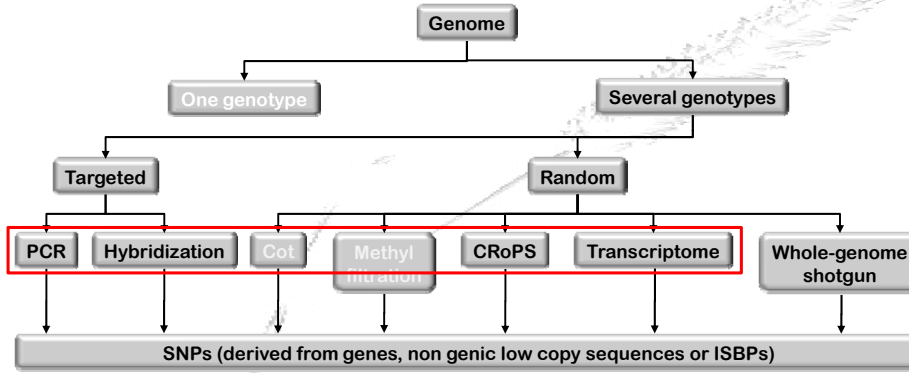 Genome
One genotype
Several genotypes
Targeted
Random
PCR
Hybridization
Cot
Methyl
filtration
CRoPS
Transcriptome
Whole-genome
shotgun
SNPs (derived from genes, non genic low copy sequences or ISBPs)